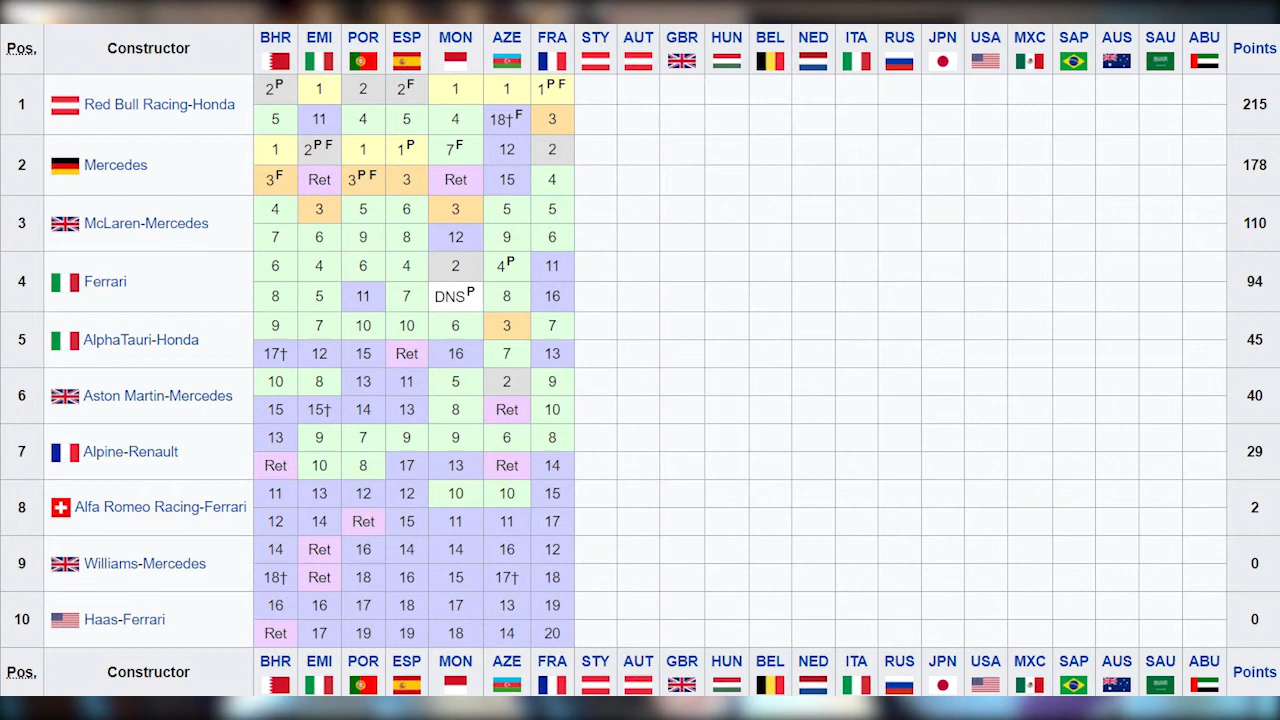 Pos. Constructor BHR EMI POR ESP MON AZE FRA STY AUT GBR HUN BEL NED ITA RUS JPN USA MXC SAP AUS SAU ABU Points
1 Red Bull Racing-Honda 215
2P 1 2 2F 1 1 1P F
5 11 4 5 4 18†F 3
2 Mercedes 178
1 2P F 1 1P 7F 12 2
3F Ret 3P F 3 Ret 15 4
3 McLaren-Mercedes 110
4 3 5 6 3 5 5
7 6 9 8 12 9 6
4 Ferrari 94
6 4 6 4 2 4P 11
8 5 11 7 DNSP 8 16
5 AlphaTauri-Honda 45
9 7 10 10 6 3 7
17† 12 15 Ret 16 7 13
6 Aston Martin-Mercedes 40
10 8 13 11 5 2 9
15 15† 14 13 8 Ret 10
7 Alpine-Renault 29
13 9 7 9 9 6 8
Ret 10 8 17 13 Ret 14
8 Alfa Romeo Racing-Ferrari 2
11 13 12 12 10 10 15
12 14 Ret 15 11 11 17
9 Williams-Mercedes 0
14 Ret 16 14 14 16 12
18† Ret 18 16 15 17† 18
10 Haas-Ferrari 0
16 16 17 18 17 13 19
Ret 17 19 19 18 14 20
Pos. Constructor BHR EMI POR ESP MON AZE FRA STY AUT GBR HUN BEL NED ITA RUS JPN USA MXC SAP AUS SAU ABU Points